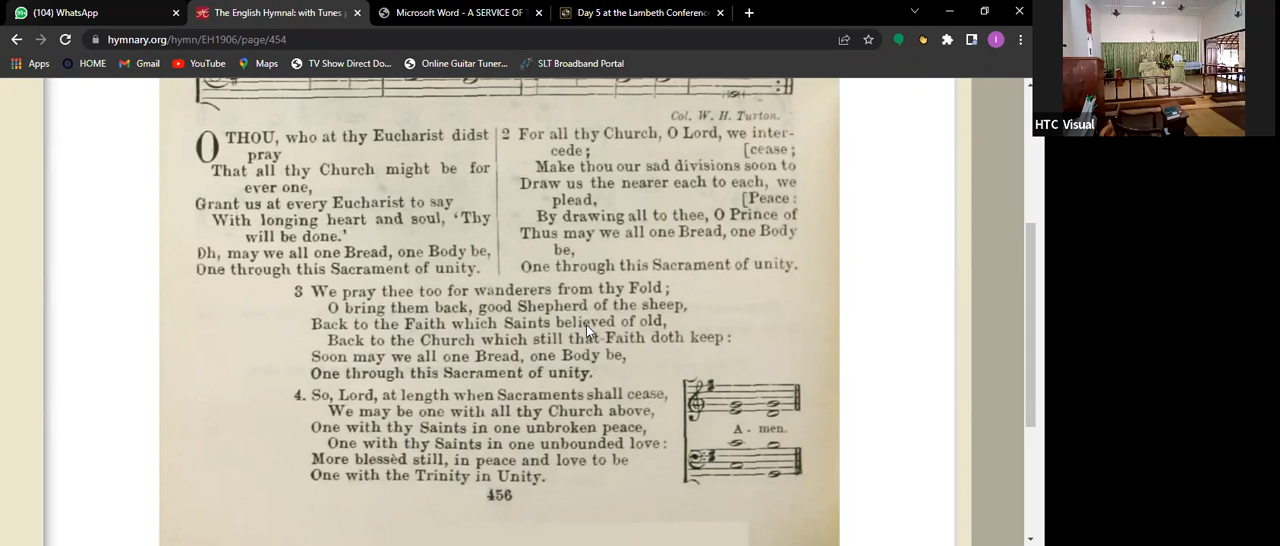 (104) WhatsApp
The English Hymnal: with Tunes
Microsoft Word - A SERVICE OF
Day 5 at the Lambeth Conference
hymnary.org/hymn/EH1906/page/454
Apps
HOME
Gmail
YouTube
Maps
TV Show Direct Do...
Online Guitar Tuner...
SLT Broadband Portal
I
HTC Visual
Col. W. H. Turton.
O THOU, who at thy Eucharist didst
pray
That all thy Church might be for
ever one,
Grant us at every Eucharist to say
With longing heart and soul, 'Thy
will be done.'
Oh, may we all one Bread, one Body be,
One through this Sacrament of unity.
2 For all thy Church, O Lord, we inter-
cede; [cease;
Make thou our sad divisions soon to
Draw us the nearer each to each, we
plead, [Peace:
By drawing all to thee, O Prince of
Thus may we all one Bread, one Body
be,
One through this Sacrament of unity.
3 We pray thee too for wanderers from thy Fold;
O bring them back, good Shepherd of the sheep,
Back to the Faith which Saints believed of old,
Back to the Church which still that Faith doth keep:
Soon may we all one Bread, one Body be,
One through this Sacrament of unity.
4. So, Lord, at length when Sacraments shall cease,
We may be one with all thy Church above,
One with thy Saints in one unbroken peace,
One with thy Saints in one unbounded love:
More blessèd still, in peace and love to be
One with the Trinity in Unity.
A - men.
456